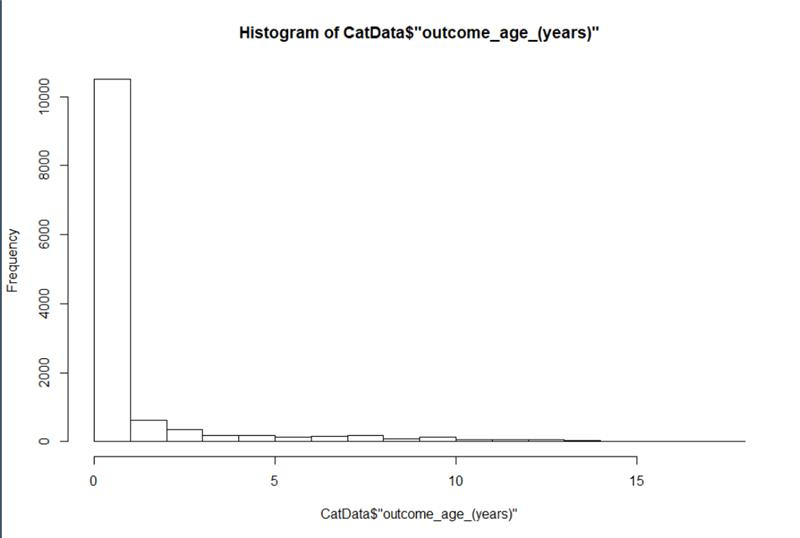 Histogram of CatData$"outcome_age_(years)"
10000
8000
6000
4000
2000
0
Frequency
0 5 10 15
CatData$"outcome_age_(years)"